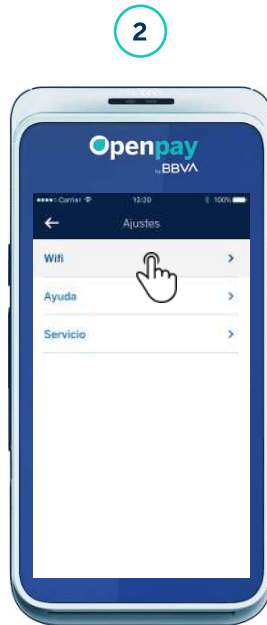 2
Openpay
by BBVA
Carrier 13:20 100%
Ajustes
Wifi
Ayuda
Servicio